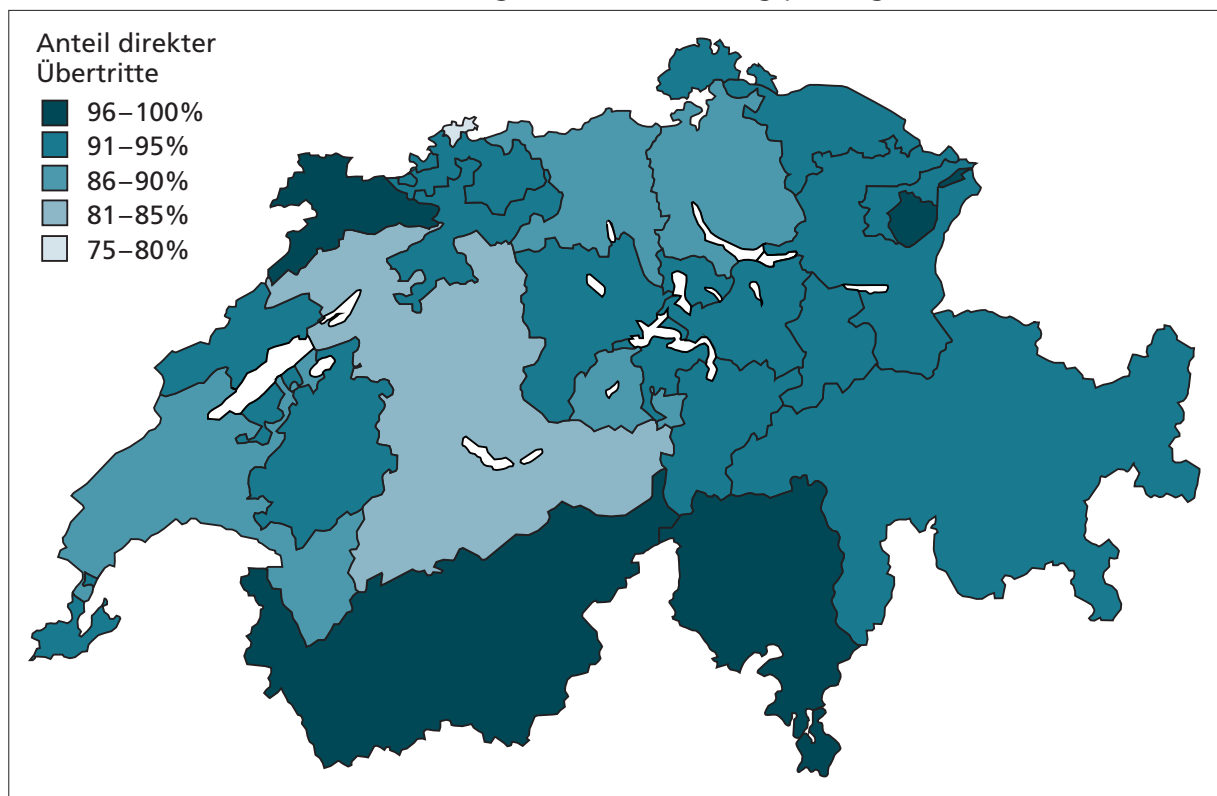 Anteil direkter
Übertritte
96–100%
91–95%
86–90%
81–85%
75–80%